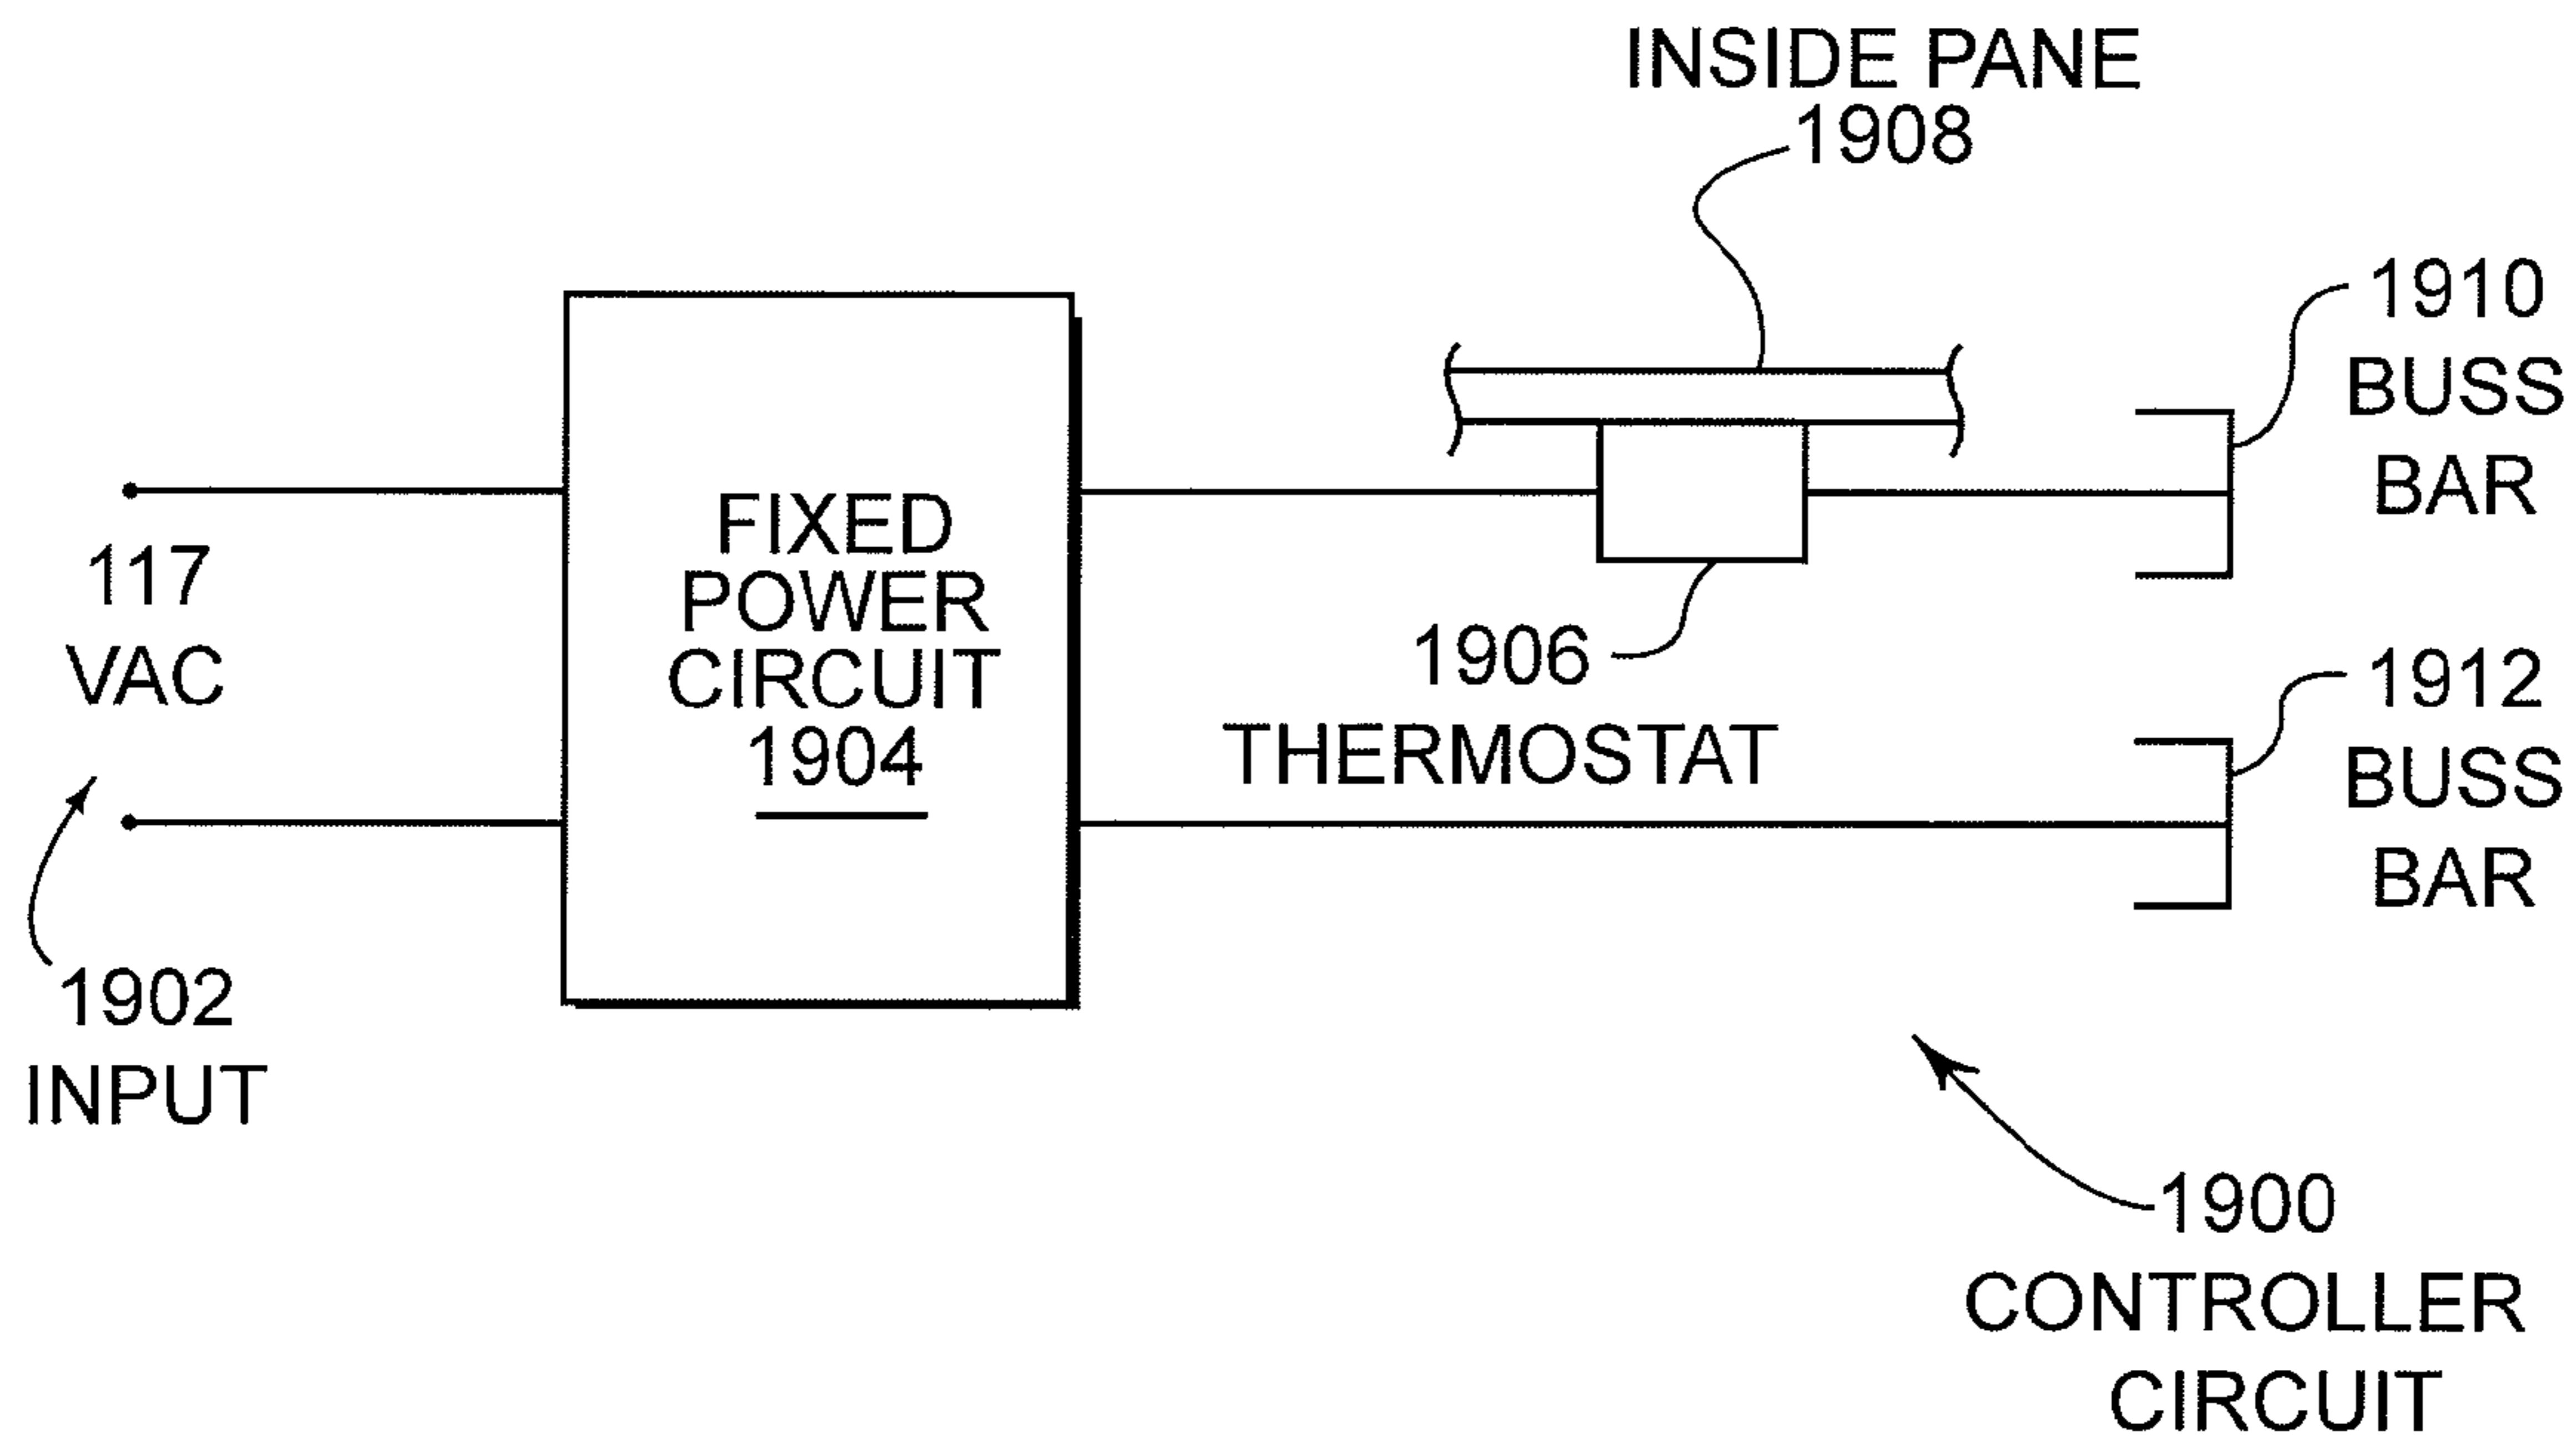 INSIDE PANE
1908
1910
BUSS
BAR
117
VAC
FIXED
POWER
CIRCUIT
1904
1906
THERMOSTAT
1912
BUSS
BAR
1902
INPUT
1900
CONTROLLER
CIRCUIT